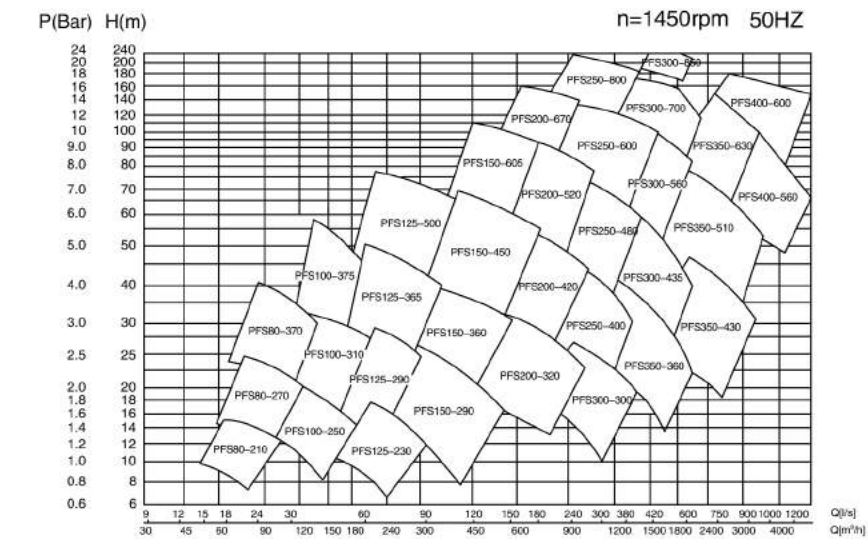 P(Bar) H(m) n=1450rpm 50HZ
24 240
20 200
18 180
16 160
14 140
12 120
10 100
9.0 90
8.0 80
7.0 70
6.0 60
5.0 50
4.0 40
3.0 30
2.5 25
2.0 20
1.8 18
1.6 16
1.4 14
1.2 12
1.0 10
0.8 8
0.6 6
PFS300-650
PFS250-800
PFS400-600
PFS300-700
PFS200-670
PFS350-630
PFS250-600
PFS150-605
PFS300-560
PFS200-520
PFS400-560
PFS125-500
PFS350-510
PFS250-480
PFS150-450
PFS100-375
PFS300-435
PFS200-420
PFS125-365
PFS250-400
PFS350-430
PFS80-370
PFS150-360
PFS100-310
PFS350-360
PFS200-320
PFS125-290
PFS80-270
PFS300-300
PFS150-290
PFS100-250
PFS80-210
PFS125-230
9 12 15 18 24 30 60 90 120 150 180 240 300 380 420 600 750 900 1000 1200 Q[l/s]
30 45 60 90 120 150 180 240 300 450 600 900 1200 1500 1800 2400 3000 4000 Q[m³/h]